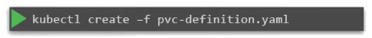 kubectl create –f pvc-definition.yaml